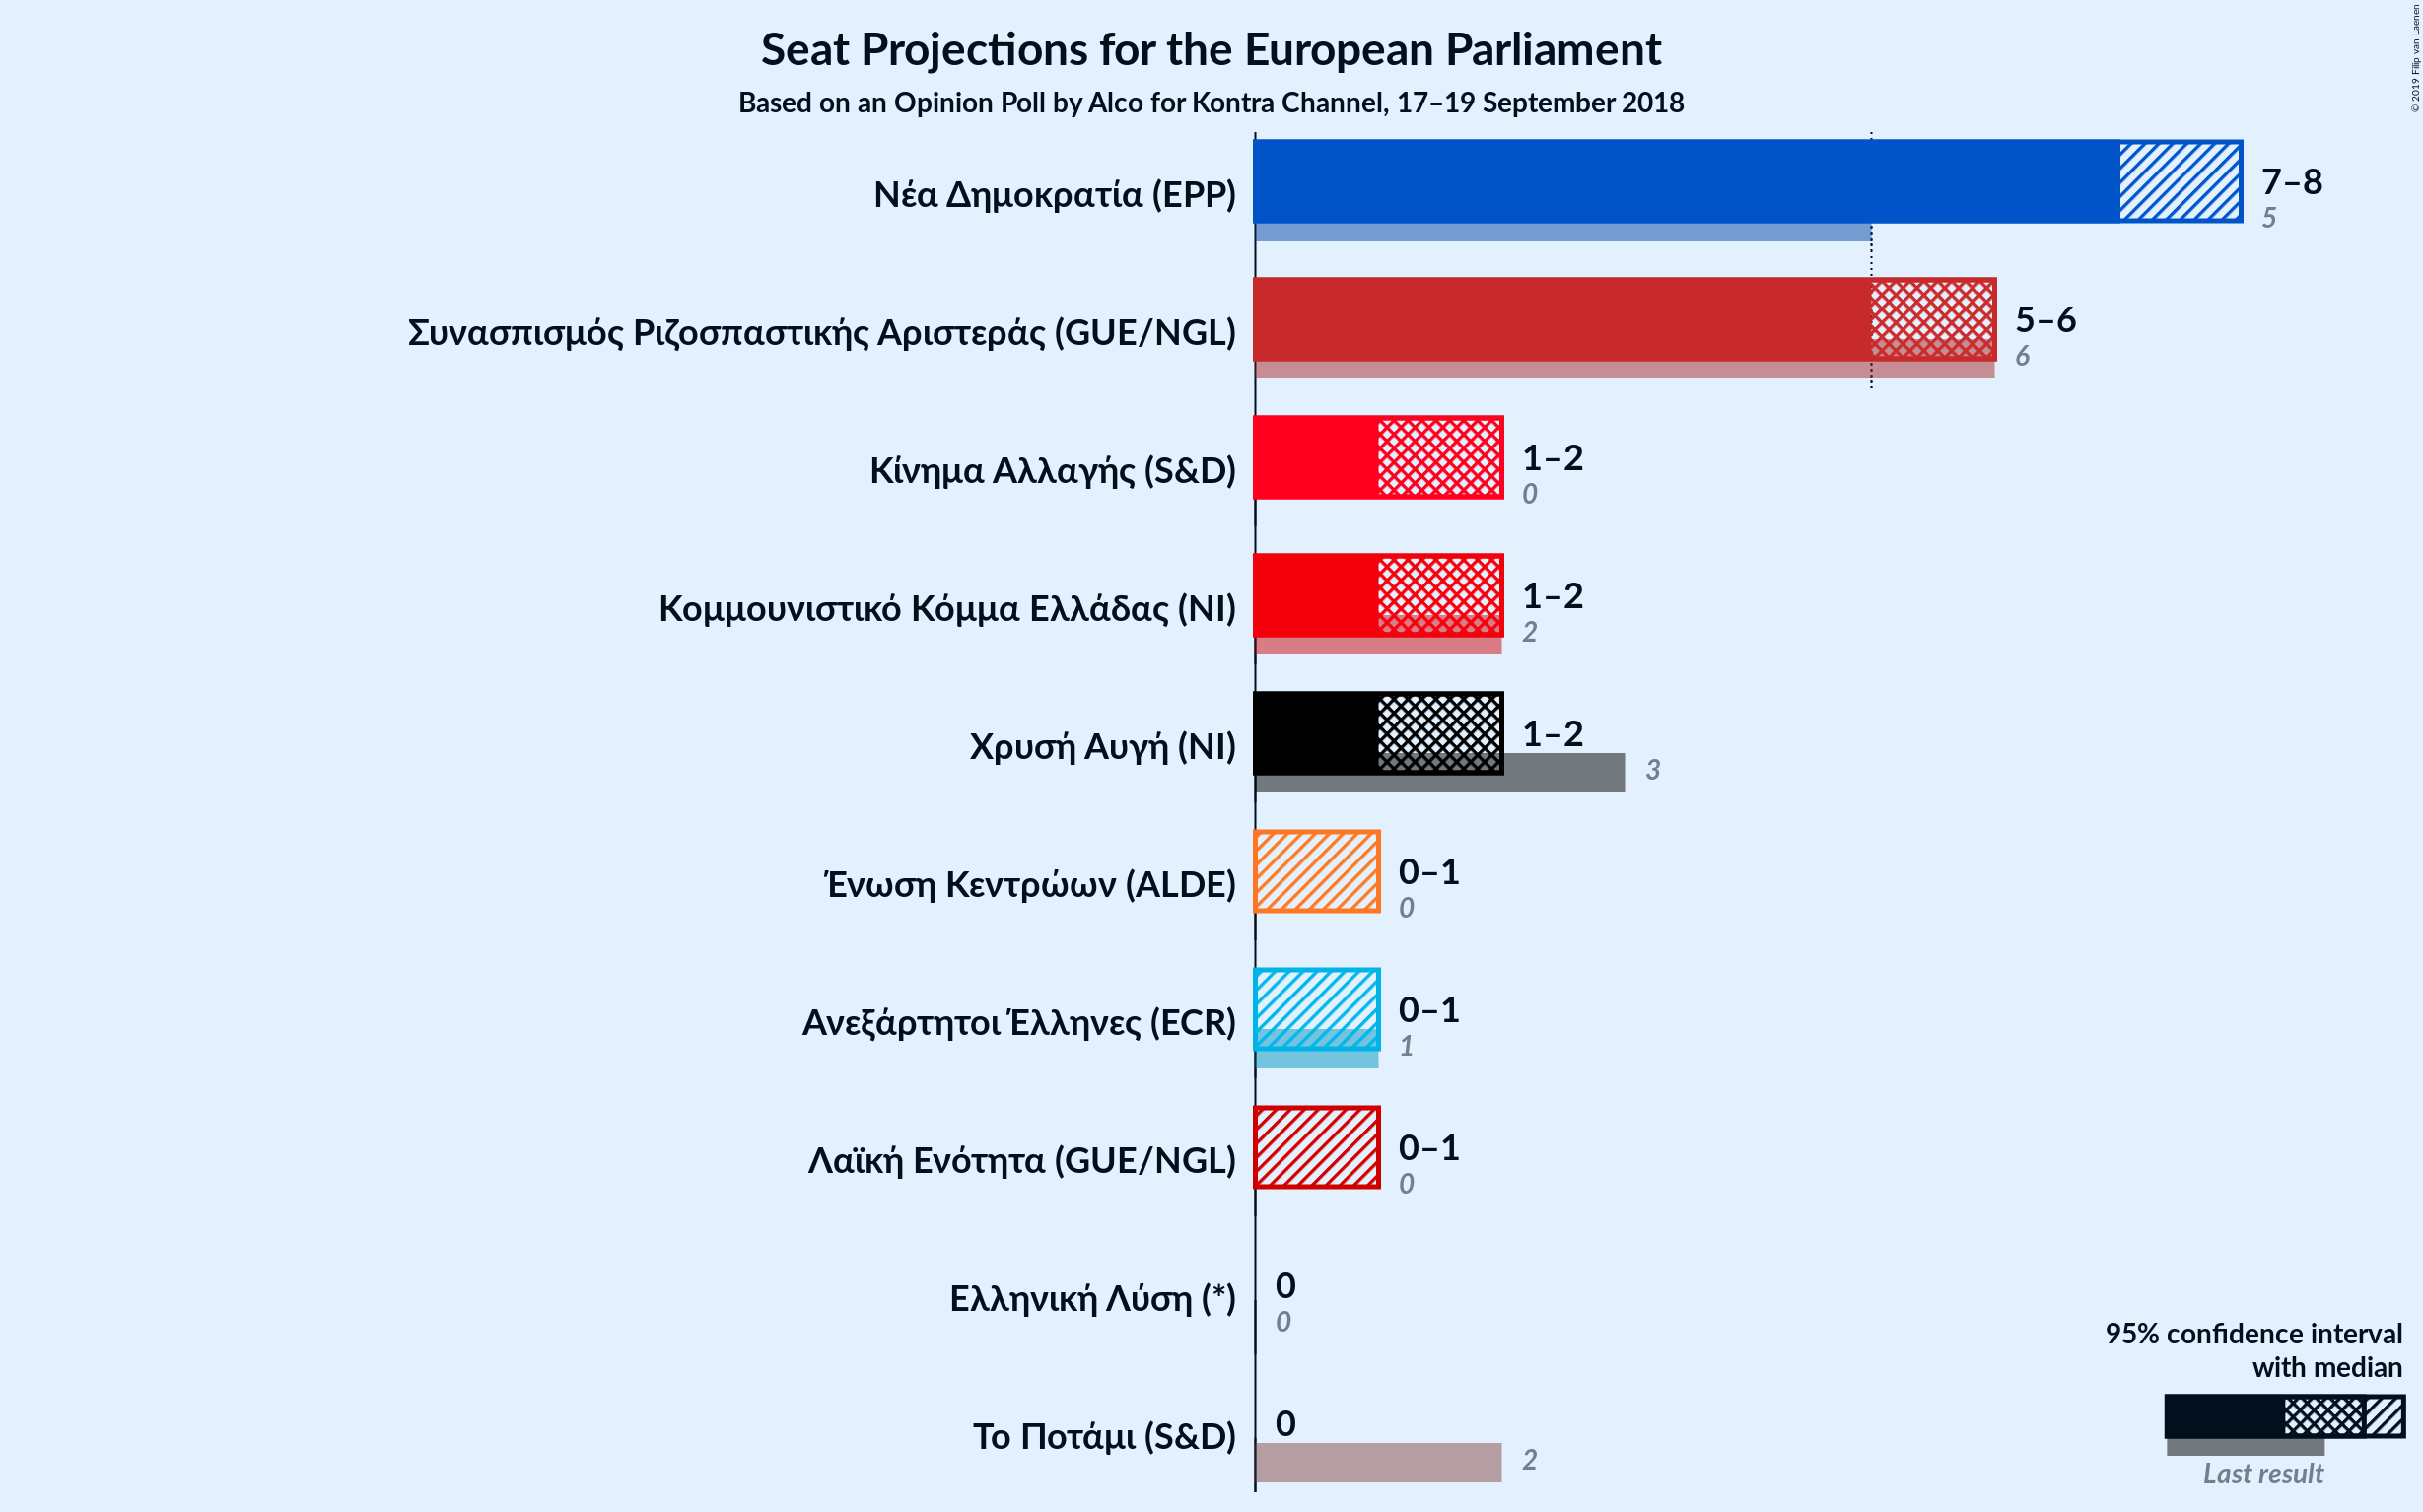 Seat Projections for the European Parliament
Based on an Opinion Poll by Alco for Kontra Channel, 17–19 September 2018
© 2019 Filip van Laenen
Νέα Δημοκρατία (EPP)
7–8
5
Συνασπισμός Ριζοσπαστικής Αριστεράς (GUE/NGL)
5–6
6
Κίνημα Αλλαγής (S&D)
1–2
0
Κομμουνιστικό Κόμμα Ελλάδας (NI)
1–2
2
Χρυσή Αυγή (NI)
1–2
3
Ένωση Κεντρώων (ALDE)
0–1
0
Ανεξάρτητοι Έλληνες (ECR)
0–1
1
Λαϊκή Ενότητα (GUE/NGL)
0–1
0
Ελληνική Λύση (*)
0
0
Το Ποτάμι (S&D)
0
2
95% confidence interval
with median
Last result